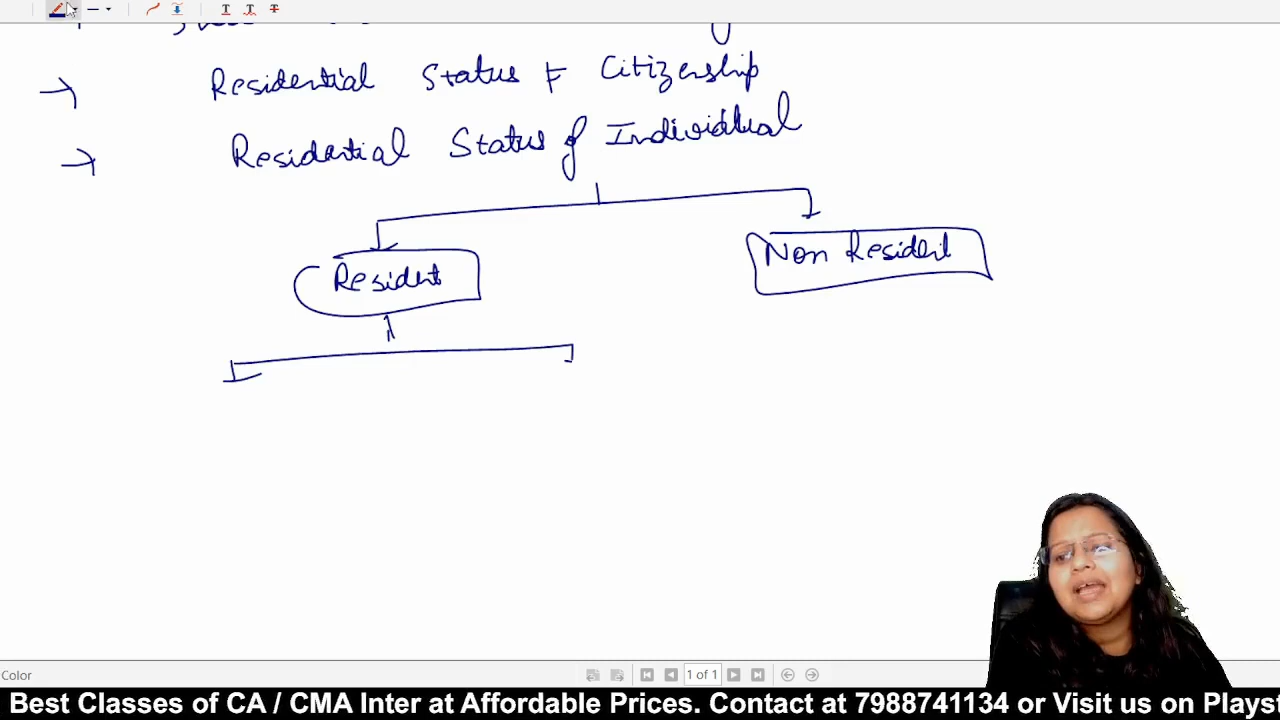 → Residential Status ≠ Citizenship
→ Residential Status of Individual
Resident
Non Resident
Color
1 of 1
Best Classes of CA / CMA Inter at Affordable Prices. Contact at 7988741134 or Visit us on Plays